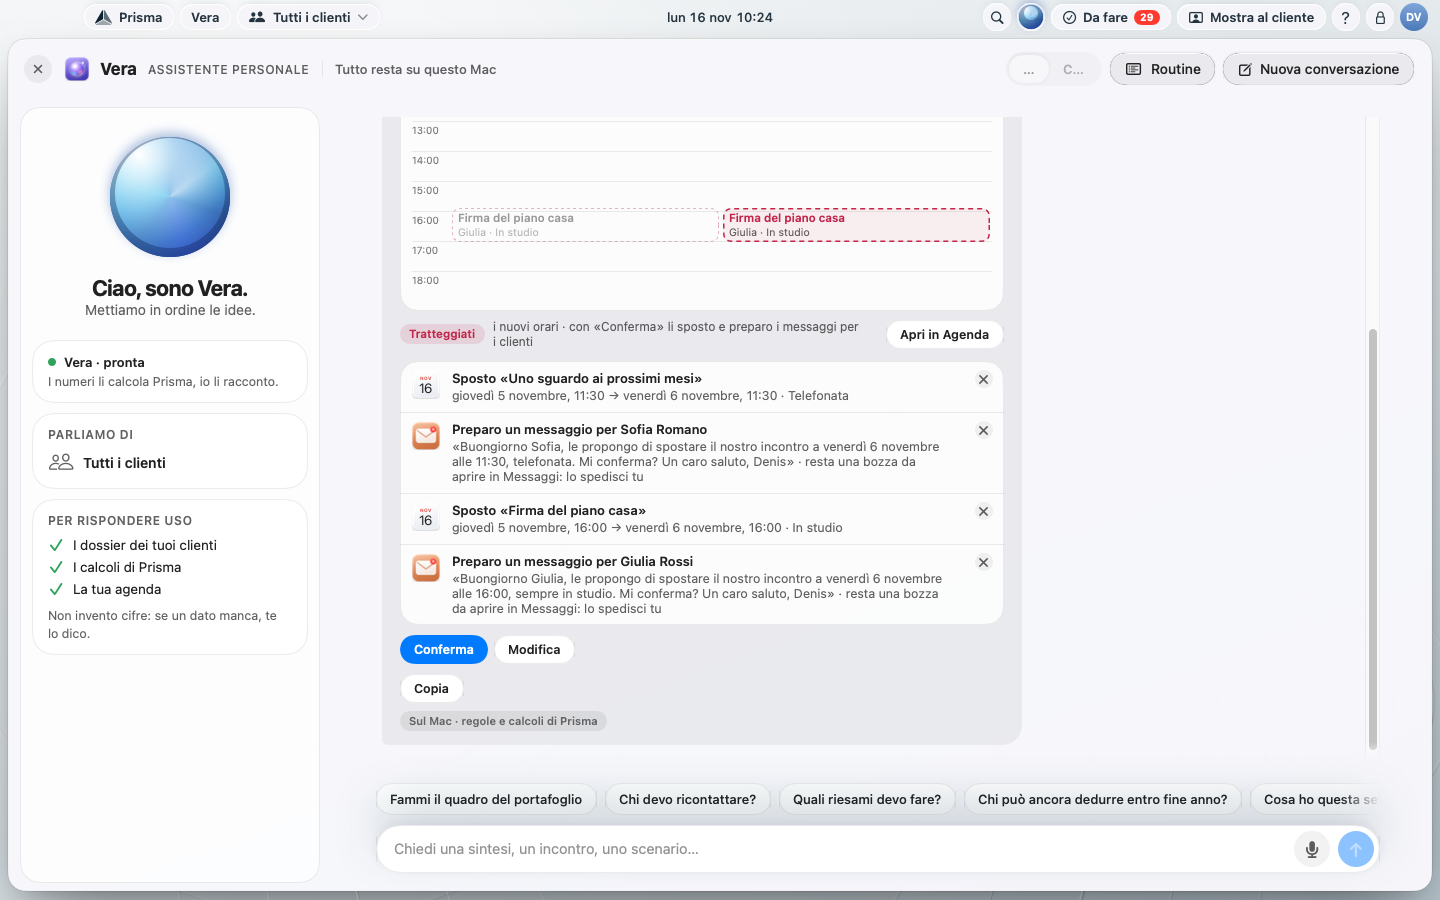 Prisma
Vera
Tutti i clienti
lun 16 nov 10:24
Da fare 29
Mostra al cliente
?
DV
Vera ASSISTENTE PERSONALE
Tutto resta su questo Mac
...
C...
Routine
Nuova conversazione
Ciao, sono Vera.
Mettiamo in ordine le idee.
Vera · pronta
I numeri li calcola Prisma, io li racconto.
PARLIAMO DI
Tutti i clienti
PER RISPONDERE USO
I dossier dei tuoi clienti
I calcoli di Prisma
La tua agenda
Non invento cifre: se un dato manca, te
lo dico.
13:00
14:00
15:00
16:00
Firma del piano casa
Giulia · In studio
Firma del piano casa
Giulia · In studio
17:00
18:00
Tratteggiati
i nuovi orari · con «Conferma» li sposto e preparo i messaggi per
i clienti
Apri in Agenda
NOV
16
Sposto «Uno sguardo ai prossimi mesi»
giovedì 5 novembre, 11:30 → venerdì 6 novembre, 11:30 · Telefonata
Preparo un messaggio per Sofia Romano
«Buongiorno Sofia, le propongo di spostare il nostro incontro a venerdì 6 novembre
alle 11:30, telefonata. Mi conferma? Un caro saluto, Denis» · resta una bozza da
aprire in Messaggi: lo spedisci tu
NOV
16
Sposto «Firma del piano casa»
giovedì 5 novembre, 16:00 → venerdì 6 novembre, 16:00 · In studio
Preparo un messaggio per Giulia Rossi
«Buongiorno Giulia, le propongo di spostare il nostro incontro a venerdì 6 novembre
alle 16:00, sempre in studio. Mi conferma? Un caro saluto, Denis» · resta una bozza
da aprire in Messaggi: lo spedisci tu
Conferma
Modifica
Copia
Sul Mac · regole e calcoli di Prisma
Fammi il quadro del portafoglio
Chi devo ricontattare?
Quali riesami devo fare?
Chi può ancora dedurre entro fine anno?
Cosa ho questa se
Chiedi una sintesi, un incontro, uno scenario...